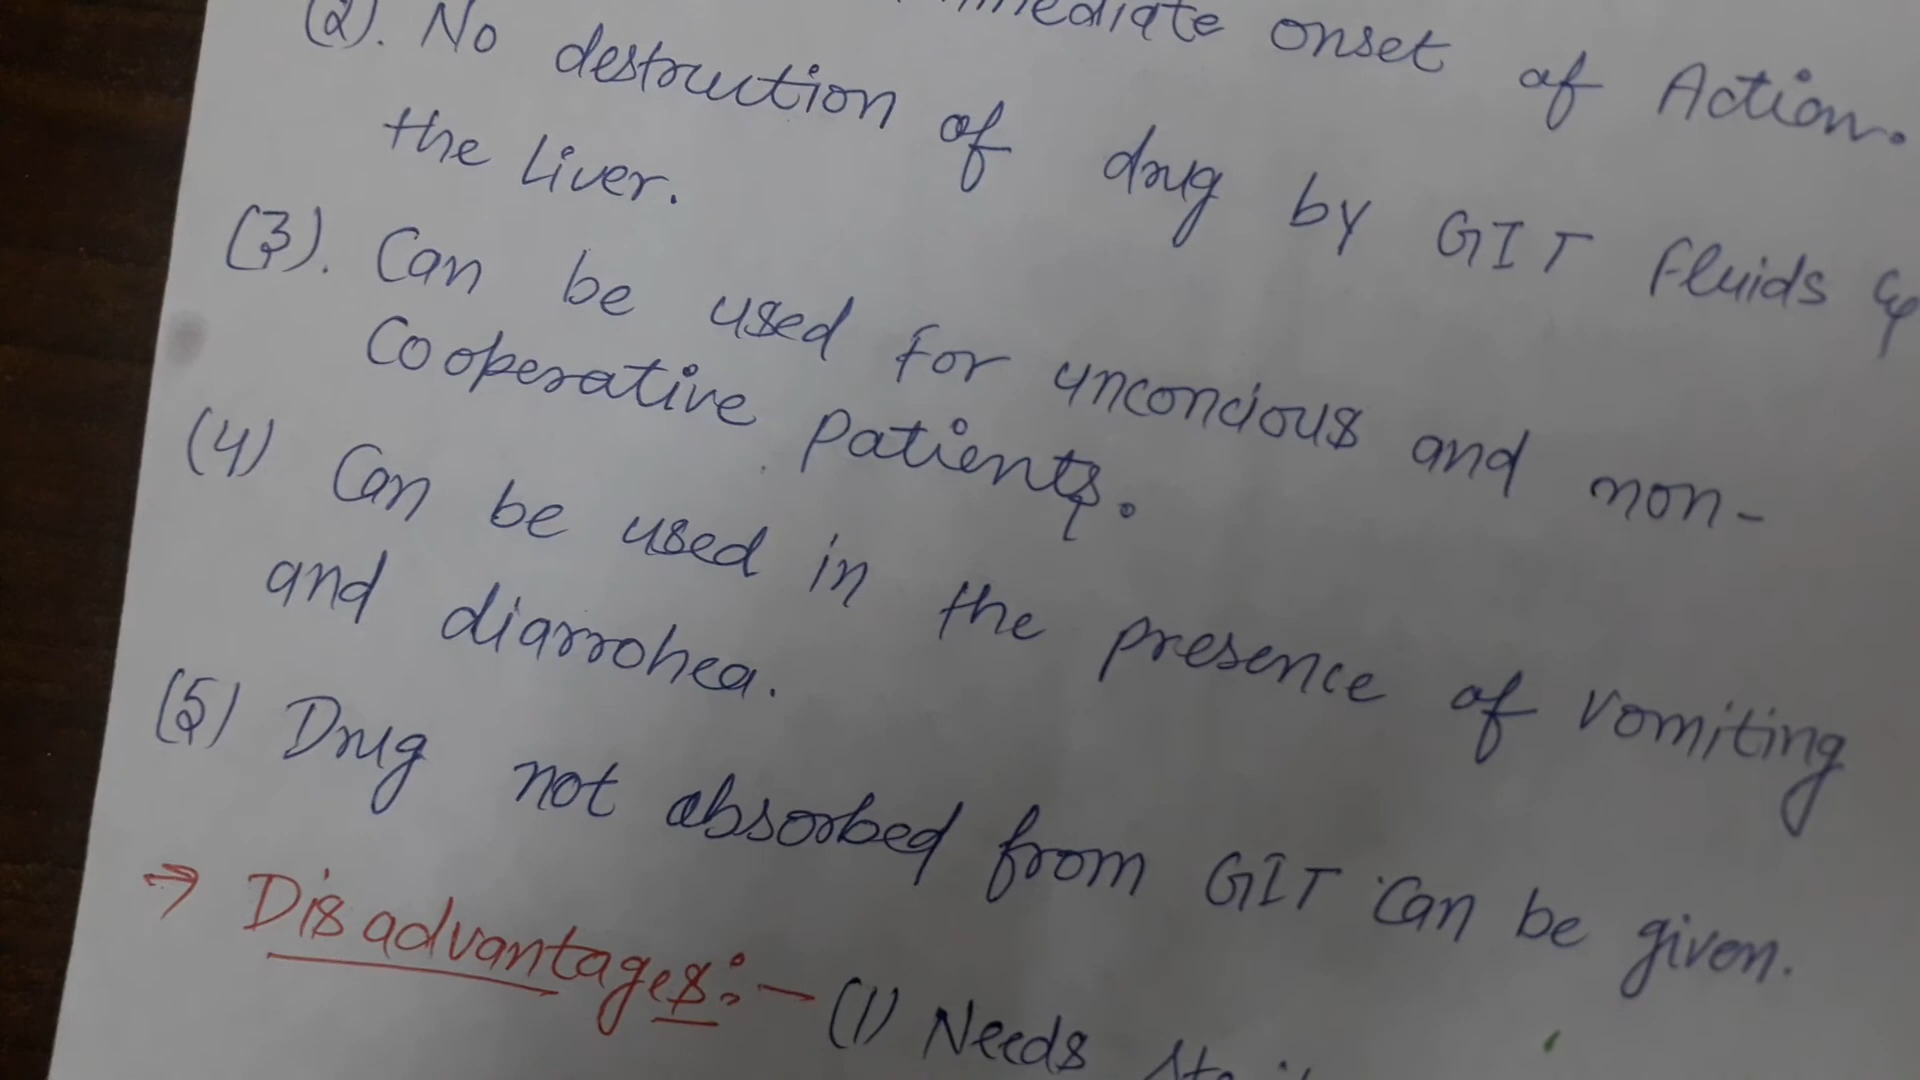 mediate onset of Action.
(2). No destruction of drug by GIT fluids &
the Liver.
(3). Can be used for unconcious and non-
Cooperative patients.
(4) Can be used in the presence of vomiting
and diarrohea.
(5) Drug not absorbed from GIT can be given.
→ Disadvantages:- (1) Needs